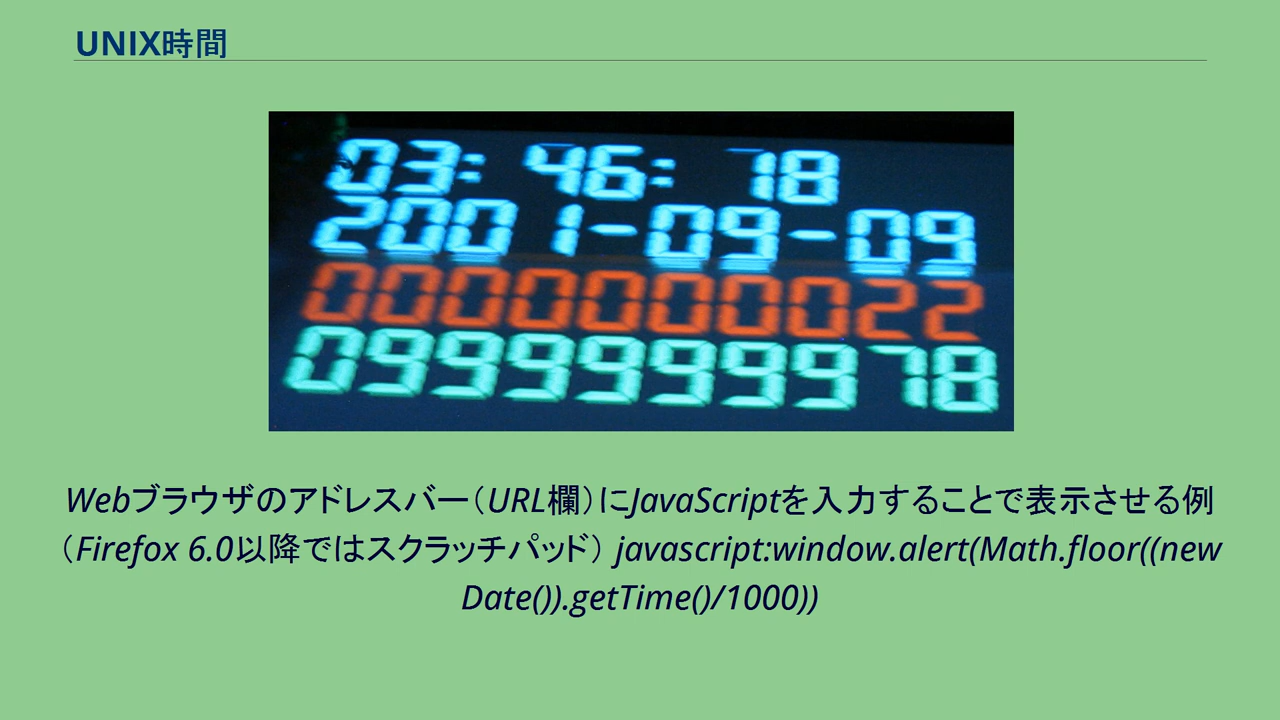 UNIX時間
03: 46: 18
2001-09-09
0000000022
0999999978
Webブラウザのアドレスバー（URL欄）にJavaScriptを入力することで表示させる例
（Firefox 6.0以降ではスクラッチパッド） javascript:window.alert(Math.floor((new
Date()).getTime()/1000))